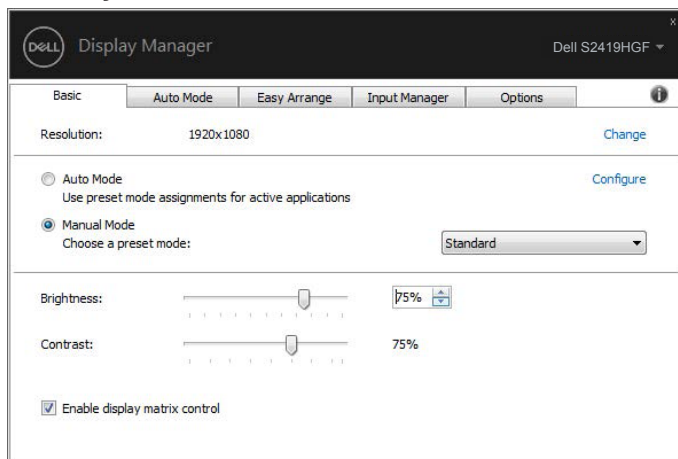 x
DELL Display Manager Dell S2419HGF
Basic Auto Mode Easy Arrange Input Manager Options i
Resolution: 1920x1080 Change
Auto Mode Configure
Use preset mode assignments for active applications
Manual Mode
Choose a preset mode: Standard
Brightness: 75%
Contrast: 75%
Enable display matrix control